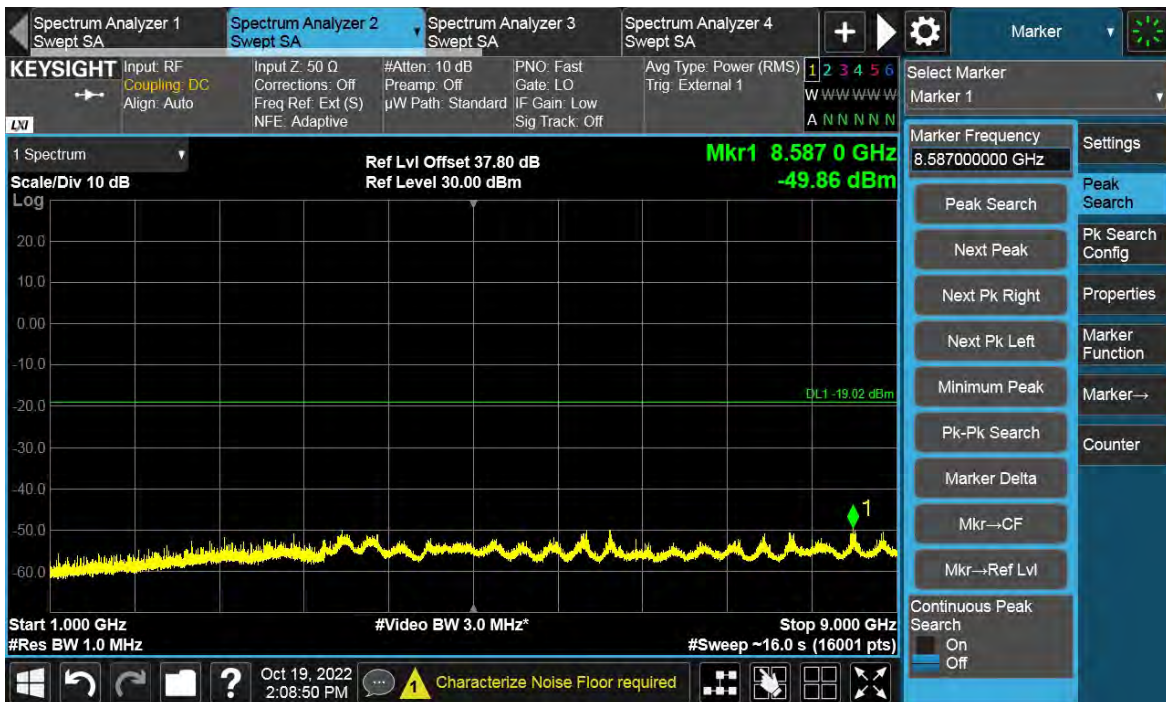 Spectrum Analyzer 1
Swept SA
Spectrum Analyzer 2
Swept SA
Spectrum Analyzer 3
Swept SA
Spectrum Analyzer 4
Swept SA
+
Marker
KEYSIGHT
LXI
Input: RF
Coupling: DC
Align: Auto
Input Z: 50 Ω
Corrections: Off
Freq Ref: Ext (S)
NFE: Adaptive
#Atten: 10 dB
Preamp: Off
µW Path: Standard
PNO: Fast
Gate: LO
IF Gain: Low
Sig Track: Off
Avg Type: Power (RMS)
Trig: External 1
1 2 3 4 5 6
W W W W W W
A N N N N N
Select Marker
Marker 1
Marker Frequency
8.587000000 GHz
Peak Search
Next Peak
Next Pk Right
Next Pk Left
Minimum Peak
Pk-Pk Search
Marker Delta
Mkr→CF
Mkr→Ref Lvl
Continuous Peak
Search
On
Off
Settings
Peak
Search
Pk Search
Config
Properties
Marker
Function
Marker→
Counter
1 Spectrum
Scale/Div 10 dB
Log
Ref Lvl Offset 37.80 dB
Ref Level 30.00 dBm
Mkr1 8.587 0 GHz
-49.86 dBm
20.0
10.0
0.00
-10.0
-20.0
-30.0
-40.0
-50.0
-60.0
DL1 -19.02 dBm
1
Start 1.000 GHz
#Res BW 1.0 MHz
#Video BW 3.0 MHz*
Stop 9.000 GHz
#Sweep ~16.0 s (16001 pts)
?
Oct 19, 2022
2:08:50 PM
1
Characterize Noise Floor required